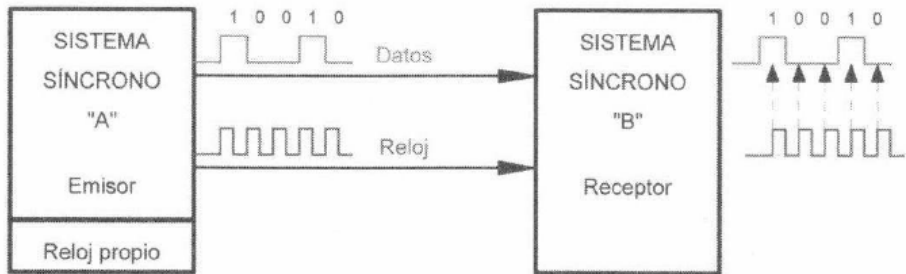 SISTEMA
SÍNCRONO
"A"
Emisor
Reloj propio
1 0 0 1 0
Datos
Reloj
SISTEMA
SÍNCRONO
"B"
Receptor
1 0 0 1 0